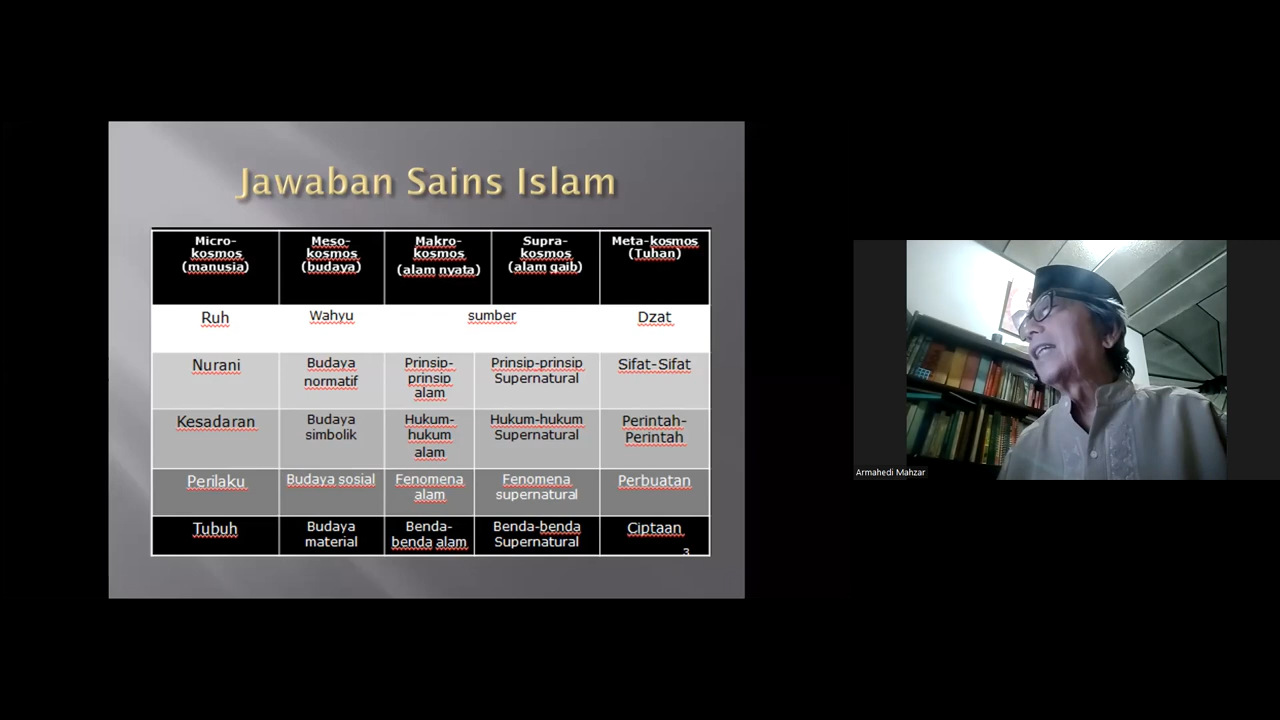 Jawaban Sains Islam
Micro-
kosmos
(manusia)
Meso-
kosmos
(budaya)
Makro-
kosmos
(alam nyata)
Supra-
kosmos
(alam gaib)
Meta-kosmos
(Tuhan)
Ruh
Wahyu
sumber
Dzat
Nurani
Budaya
normatif
Prinsip-
prinsip
alam
Prinsip-prinsip
Supernatural
Sifat-Sifat
Kesadaran
Budaya
simbolik
Hukum-
hukum
alam
Hukum-hukum
Supernatural
Perintah-
Perintah
Perilaku
Budaya sosial
Fenomena
alam
Fenomena
supernatural
Perbuatan
Tubuh
Budaya
material
Benda-
benda alam
Benda-benda
Supernatural
Ciptaan
3
Armahedi Mahzar